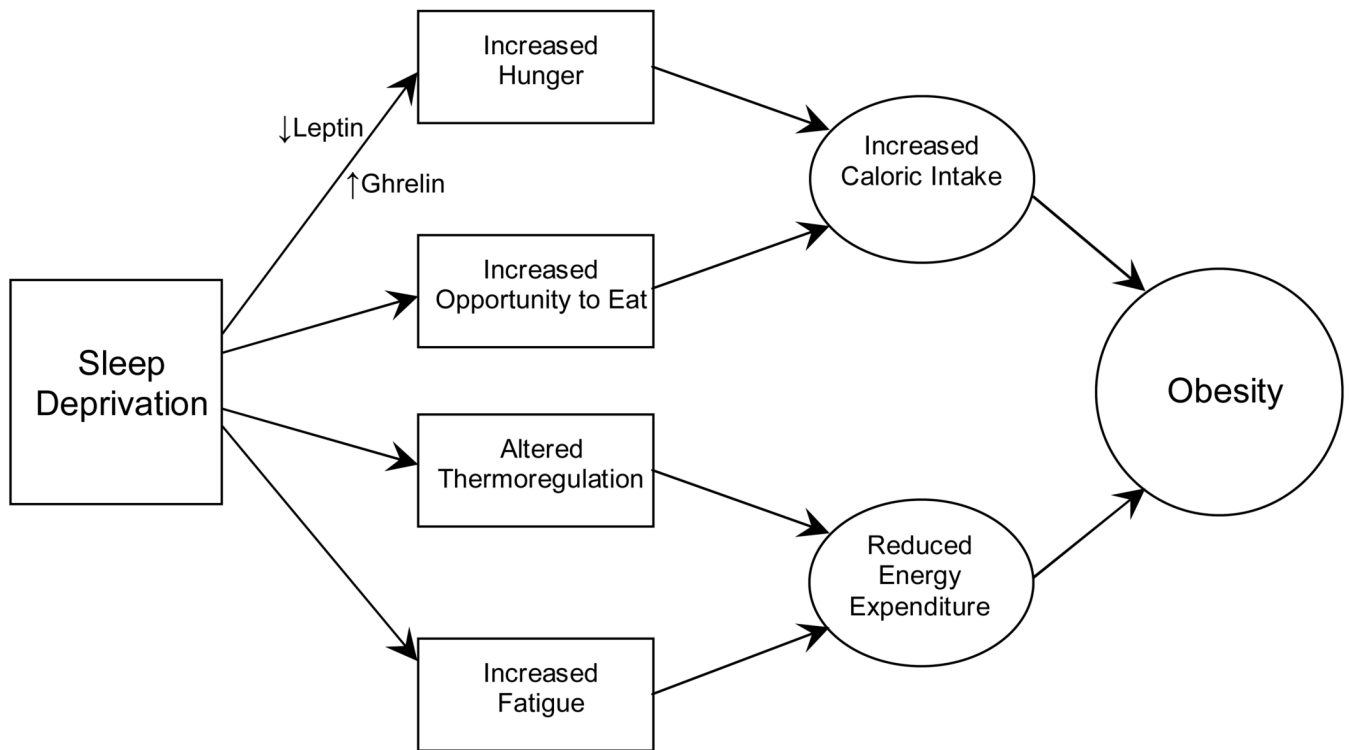 Increased
Hunger
↓Leptin
↑Ghrelin
Increased
Caloric Intake
Increased
Opportunity to Eat
Sleep
Deprivation
Obesity
Altered
Thermoregulation
Reduced
Energy
Expenditure
Increased
Fatigue